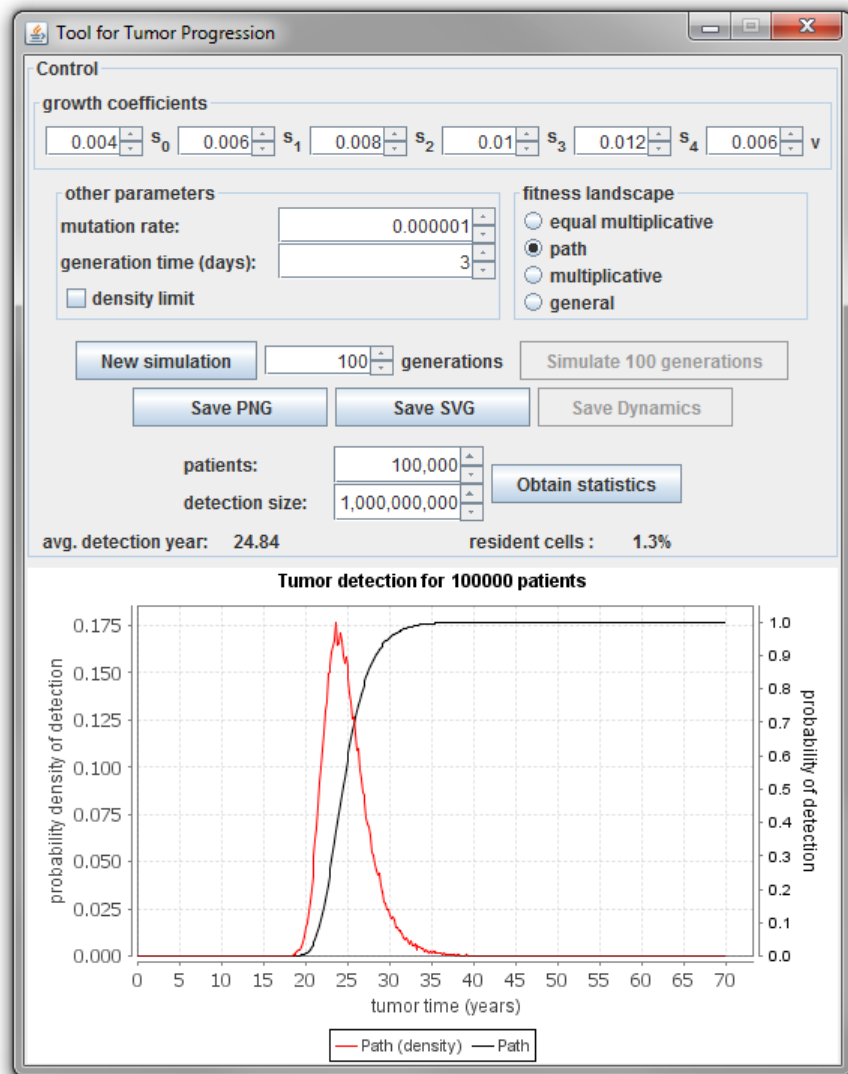 Tool for Tumor Progression
Control
growth coefficients
0.004 s0 0.006 s1 0.008 s2 0.01 s3 0.012 s4 0.006 v
other parameters
mutation rate: 0.000001
generation time (days): 3
density limit
fitness landscape
equal multiplicative
path
multiplicative
general
New simulation 100 generations Simulate 100 generations
Save PNG Save SVG Save Dynamics
patients: 100,000
detection size: 1,000,000,000
Obtain statistics
avg. detection year: 24.84 resident cells : 1.3%
Tumor detection for 100000 patients
probability density of detection
0.175
0.150
0.125
0.100
0.075
0.050
0.025
0.000
1.0
0.9
0.8
0.7
0.6
0.5
0.4
0.3
0.2
0.1
0.0
probability of detection
0 5 10 15 20 25 30 35 40 45 50 55 60 65 70
tumor time (years)
Path (density) Path